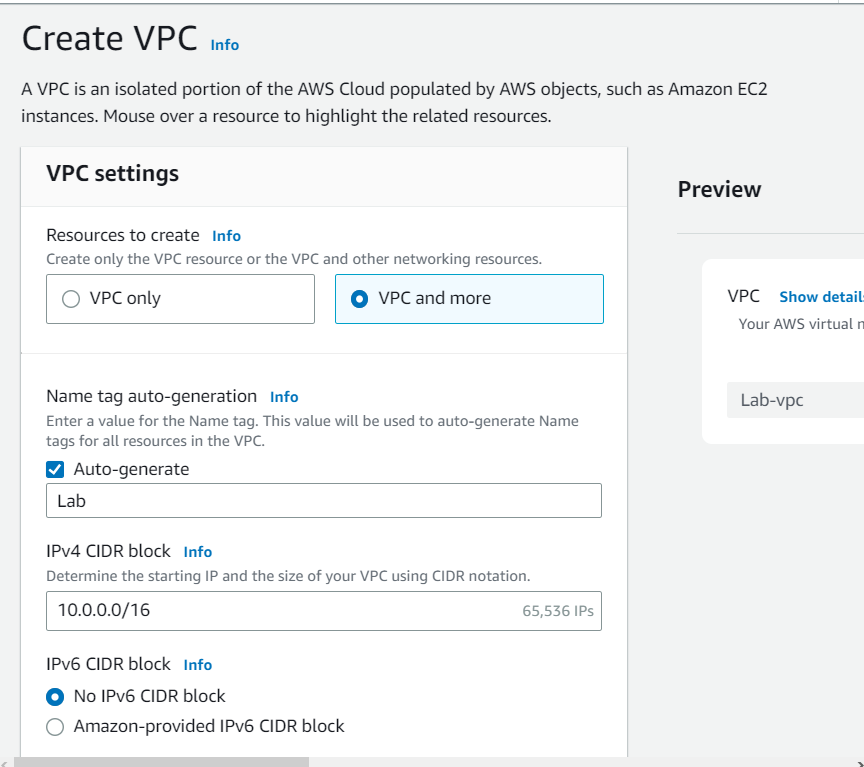 Create VPC Info
A VPC is an isolated portion of the AWS Cloud populated by AWS objects, such as Amazon EC2
instances. Mouse over a resource to highlight the related resources.
VPC settings
Resources to create Info
Create only the VPC resource or the VPC and other networking resources.
VPC only
VPC and more
Name tag auto-generation Info
Enter a value for the Name tag. This value will be used to auto-generate Name
tags for all resources in the VPC.
Auto-generate
Lab
IPv4 CIDR block Info
Determine the starting IP and the size of your VPC using CIDR notation.
10.0.0.0/16 65,536 IPs
IPv6 CIDR block Info
No IPv6 CIDR block
Amazon-provided IPv6 CIDR block
Preview
VPC Show details
Your AWS virtual
Lab-vpc